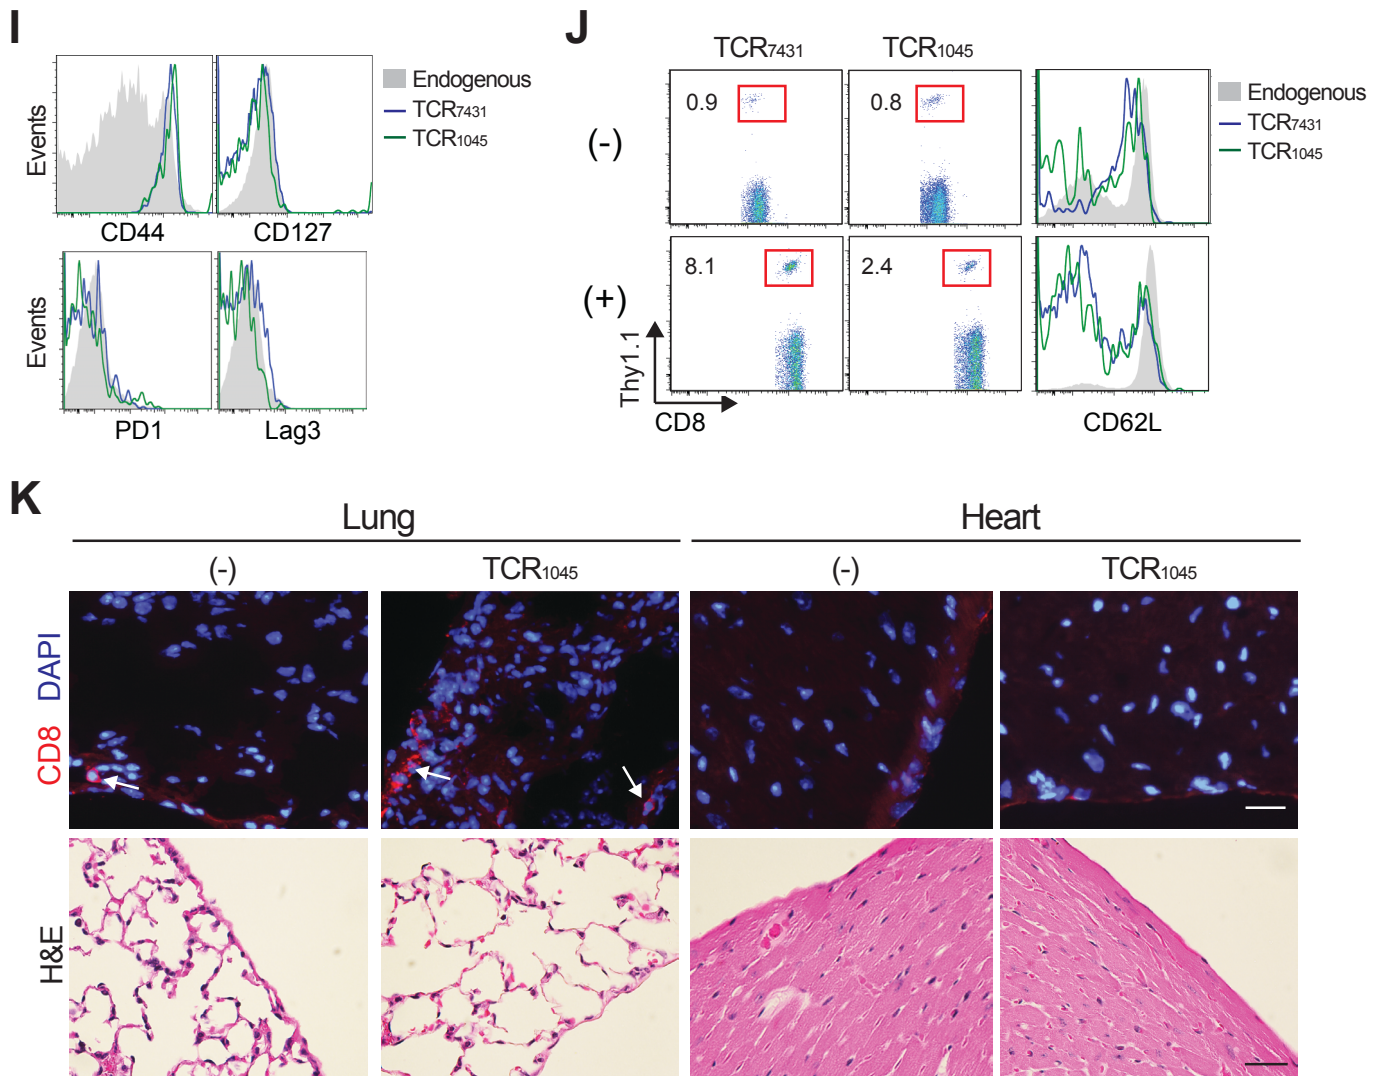 I
J
TCR7431
TCR1045
Endogenous
TCR7431
TCR1045
Events
CD44
CD127
Events
PD1
Lag3
(-)
0.9
0.8
Endogenous
TCR7431
TCR1045
(+)
8.1
2.4
Thy1.1
CD8
CD62L
K
Lung
Heart
(-)
TCR1045
(-)
TCR1045
CD8 DAPI
H&E